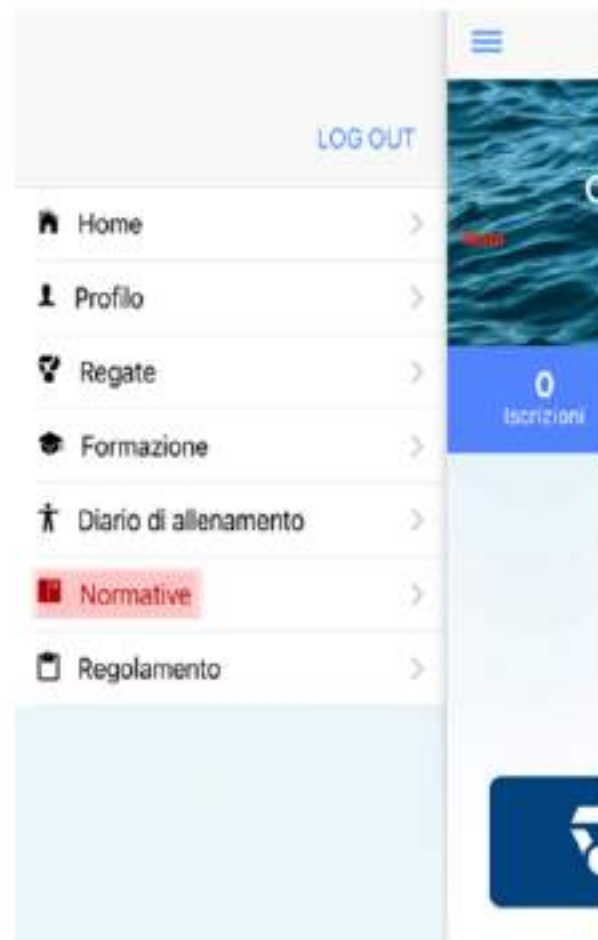 LOG OUT
Home
Profilo
Regate
Formazione
Diario di allenamento
Normative
Regolamento
0
Iscrizioni